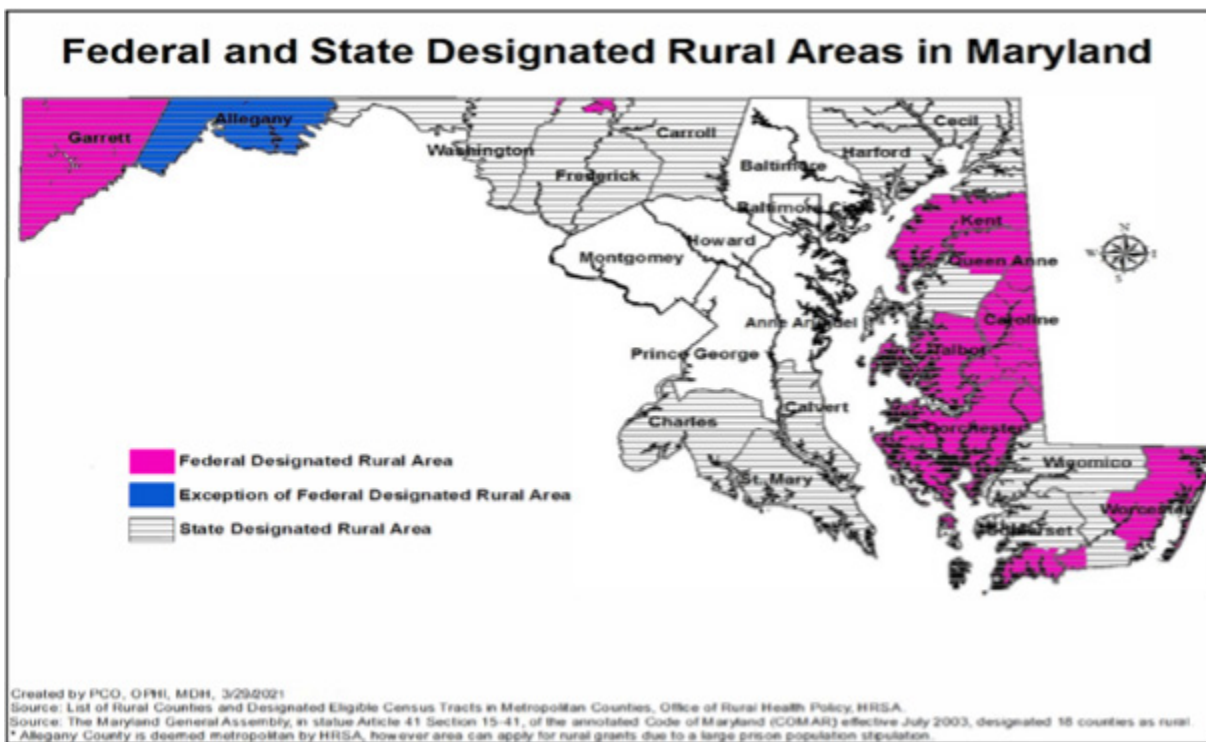 Federal and State Designated Rural Areas in Maryland
Garrett
Allegany
Washington
Frederick
Carroll
Baltimore
Harford
Cecil
Baltimore City
Kent
Howard
Montgomey
Queen Anne
Anne Arundel
Caroline
Talbot
Prince George
Charles
Calvert
Dorchester
St. Mary
Wicomico
Worcester
Somerset
N
W
S
Federal Designated Rural Area
Exception of Federal Designated Rural Area
State Designated Rural Area
Created by PCO, OPHI, MDH, 3/29/2021
Source: List of Rural Counties and Designated Eligible Census Tracts in Metropolitan Counties, Office of Rural Health Policy, HRSA.
Source: The Maryland General Assembly, in statue Article 41 Section 15-41, of the annotated Code of Maryland (COMAR) effective July 2003, designated 18 counties as rural.
* Allegany County is deemed metropolitan by HRSA, however area can apply for rural grants due to a large prison population stipulation.